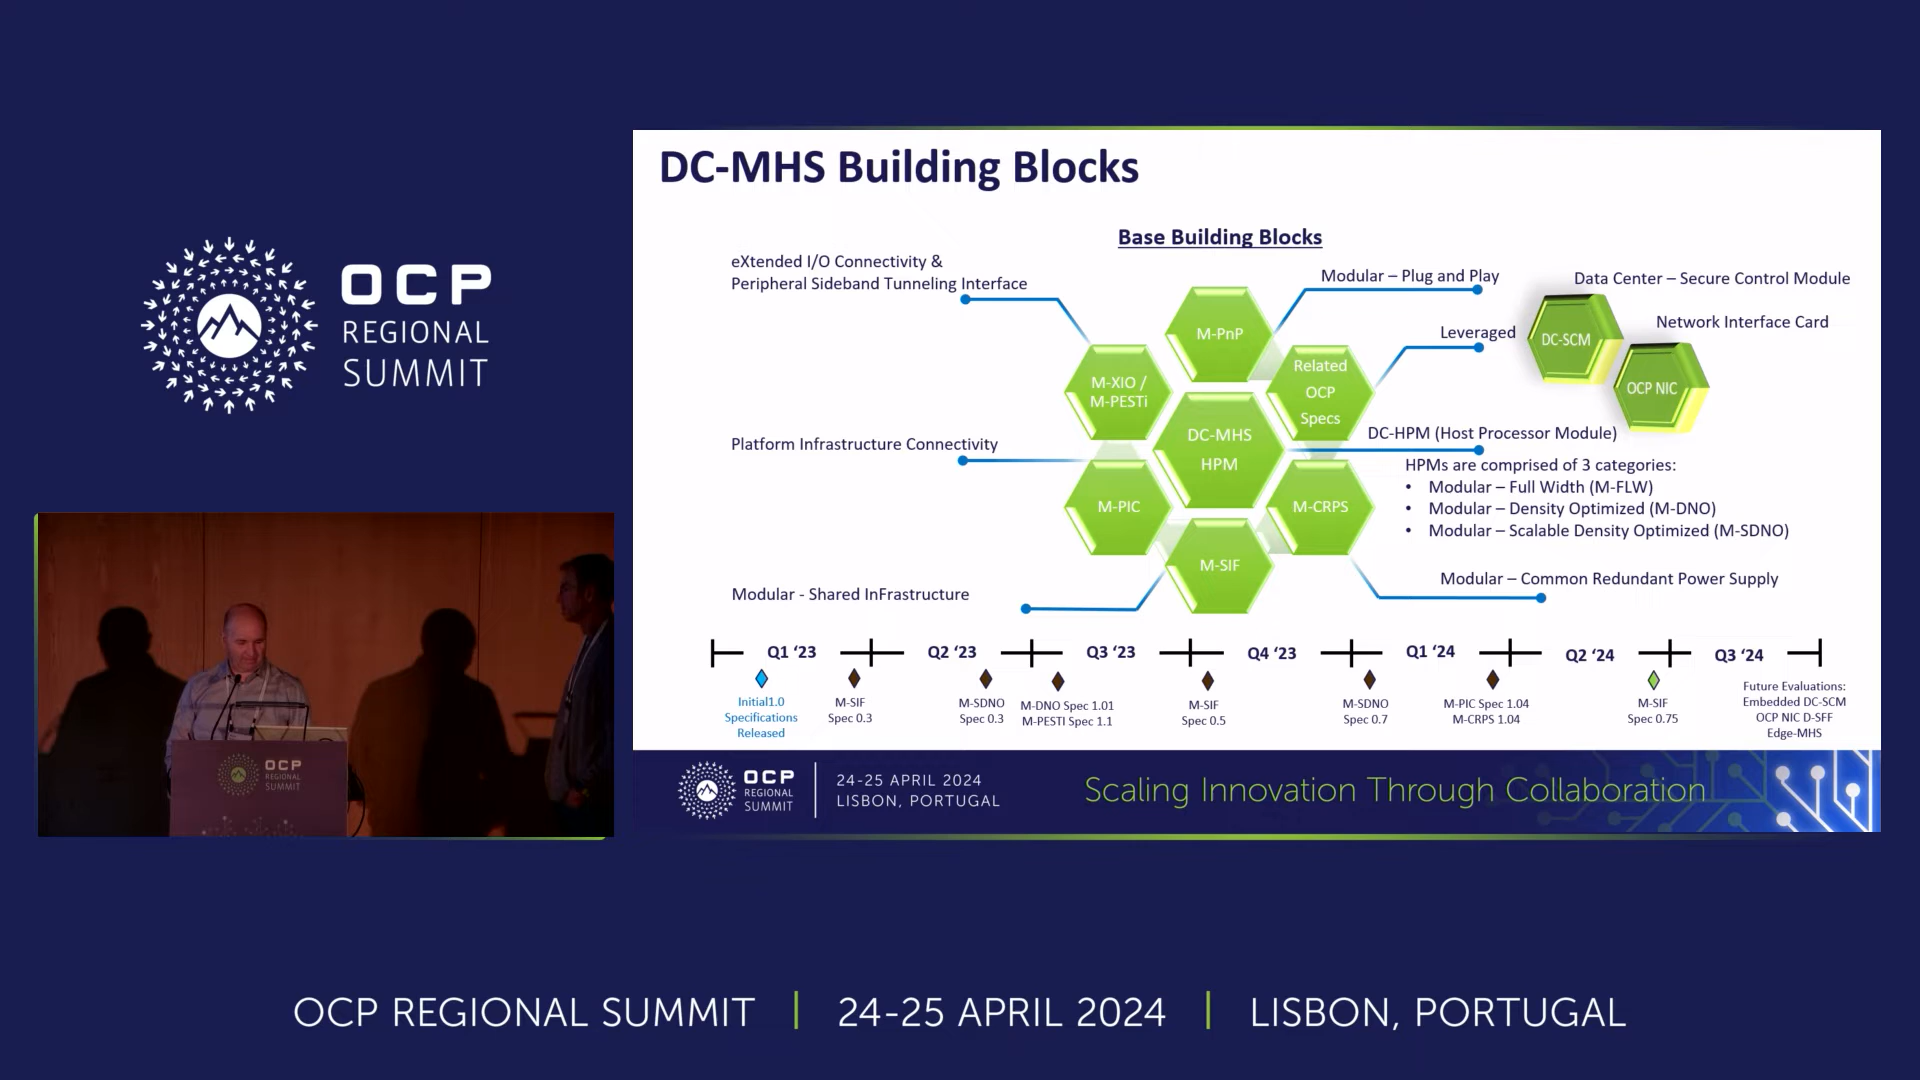 OCP
REGIONAL
SUMMIT
DC-MHS Building Blocks
Base Building Blocks
eXtended I/O Connectivity &
Peripheral Sideband Tunneling Interface
Platform Infrastructure Connectivity
Modular - Shared InFrastructure
M-PnP
M-XIO /
M-PESTi
Related
OCP
Specs
DC-MHS
HPM
M-PIC
M-CRPS
M-SIF
Modular – Plug and Play
Leveraged
Data Center – Secure Control Module
Network Interface Card
DC-SCM
OCP NIC
DC-HPM (Host Processor Module)
HPMs are comprised of 3 categories:
• Modular – Full Width (M-FLW)
• Modular – Density Optimized (M-DNO)
• Modular – Scalable Density Optimized (M-SDNO)
Modular – Common Redundant Power Supply
Q1 ‘23
Q2 ‘23
Q3 ‘23
Q4 ‘23
Q1 ‘24
Q2 ‘24
Q3 ‘24
Initial1.0
Specifications
Released
M-SIF
Spec 0.3
M-SDNO
Spec 0.3
M-DNO Spec 1.01
M-PESTI Spec 1.1
M-SIF
Spec 0.5
M-SDNO
Spec 0.7
M-PIC Spec 1.04
M-CRPS 1.04
M-SIF
Spec 0.75
Future Evaluations:
Embedded DC-SCM
OCP NIC D-SFF
Edge-MHS
OCP
REGIONAL
SUMMIT
24-25 APRIL 2024
LISBON, PORTUGAL
Scaling Innovation Through Collaboration
OCP
REGIONAL
SUMMIT
OCP REGIONAL SUMMIT | 24-25 APRIL 2024 | LISBON, PORTUGAL